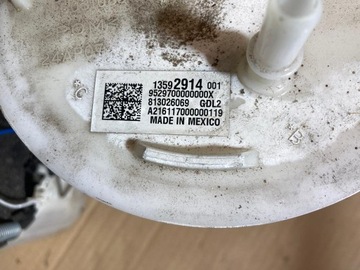 13592914 001
9529700000000X
813026069 GDL2
A216117000000119
MADE IN MEXICO
B